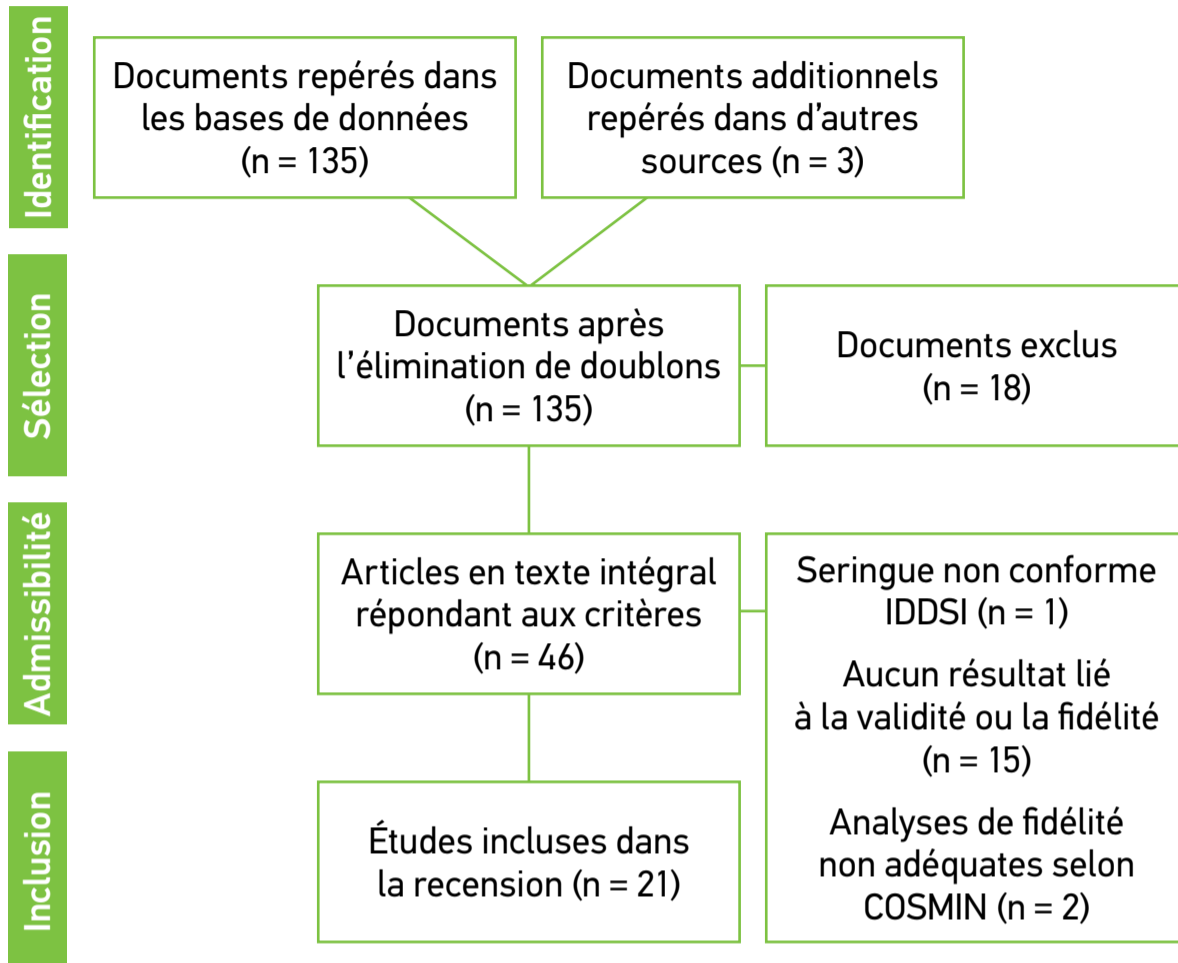 Identification
Documents repérés dans
les bases de données
(n = 135)
Documents additionnels
repérés dans d'autres
sources (n = 3)
Sélection
Documents après
l'élimination de doublons
(n = 135)
Documents exclus
(n = 18)
Admissibilité
Articles en texte intégral
répondant aux critères
(n = 46)
Seringue non conforme
IDDSI (n = 1)
Aucun résultat lié
à la validité ou la fidélité
(n = 15)
Analyses de fidélité
non adéquates selon
COSMIN (n = 2)
Inclusion
Études incluses dans
la recension (n = 21)